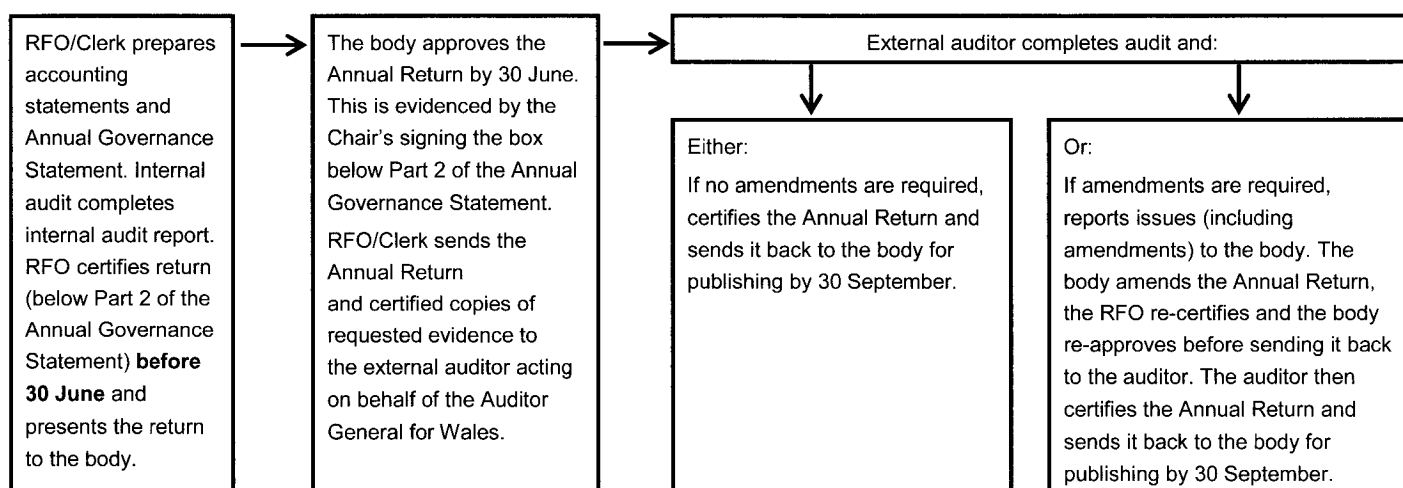 RFO/Clerk prepares
accounting
statements and
Annual Governance
Statement. Internal
audit completes
internal audit report.
RFO certifies return
(below Part 2 of the
Annual Governance
Statement) before
30 June and
presents the return
to the body.
The body approves the
Annual Return by 30 June.
This is evidenced by the
Chair's signing the box
below Part 2 of the Annual
Governance Statement.
RFO/Clerk sends the
Annual Return
and certified copies of
requested evidence to
the external auditor acting
on behalf of the Auditor
General for Wales.
External auditor completes audit and:
Either:
If no amendments are required,
certifies the Annual Return and
sends it back to the body for
publishing by 30 September.
Or:
If amendments are required,
reports issues (including
amendments) to the body. The
body amends the Annual Return,
the RFO re-certifies and the body
re-approves before sending it back
to the auditor. The auditor then
certifies the Annual Return and
sends it back to the body for
publishing by 30 September.